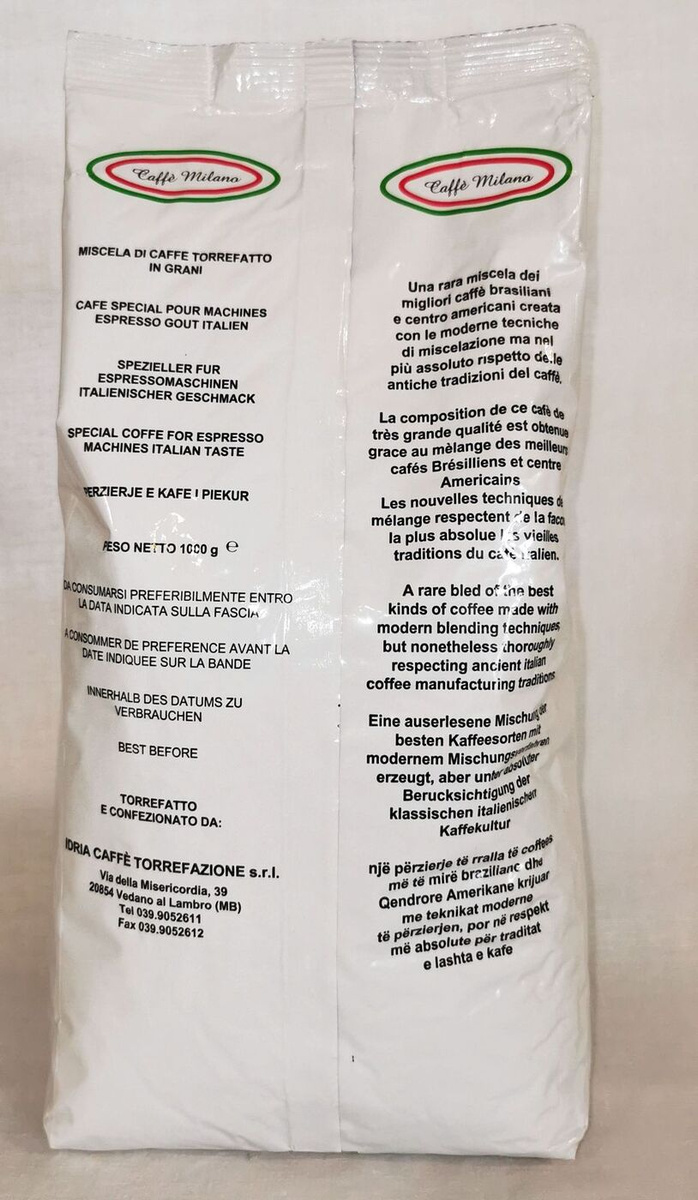 Caffè Milano
MISCELA DI CAFFE TORREFATTO
IN GRANI
CAFE SPECIAL POUR MACHINES
ESPRESSO GOUT ITALIEN
SPEZIELLER FUR
ESPRESSOMASCHINEN
ITALIENISCHER GESCHMACK
SPECIAL COFFE FOR ESPRESSO
MACHINES ITALIAN TASTE
PERZIERJE E KAFE I PIEKUR
PESO NETTO 1000 g e
DA CONSUMARSI PREFERIBILMENTE ENTRO
LA DATA INDICATA SULLA FASCIA
A CONSOMMER DE PREFERENCE AVANT LA
DATE INDIQUEE SUR LA BANDE
INNERHALB DES DATUMS ZU
VERBRAUCHEN
BEST BEFORE
TORREFATTO
E CONFEZIONATO DA:
IDRIA CAFFÈ TORREFAZIONE s.r.l.
Via della Misericordia, 39
20854 Vedano al Lambro (MB)
Tel 039.9052611
Fax 039.9052612
Caffè Milano
Una rara miscela dei
migliori caffè brasiliani
e centro americani creata
con le moderne tecniche
di miscelazione ma nel
più assoluto rispetto delle
antiche tradizioni del caffè.
La composition de ce cafè de
très grande qualité est obtenue
grace au mèlange des meilleurs
cafés Brésilliens et centre
Americains
Les nouvelles techniques de
mélange respectent de la facon
la plus absolue les vieilles
traditions du cafè italien.
A rare bled of the best
kinds of coffee made with
modern blending techniques
but nonetheless thoroughly
respecting ancient italian
coffee manufacturing traditions
Eine auserlesene Mischung der
besten Kaffeesorten mit
modernem Mischungsverfahren
erzeugt, aber unter absoluter
Berucksichtigung der
klassischen italienischen
Kaffekultur
një përzierje të rralla të coffees
më të mirë braziliane dhe
Qendrore Amerikane krijuar
me teknikat moderne
të përzierjen, por në respekt
më absolute për traditat
e lashta e kafe